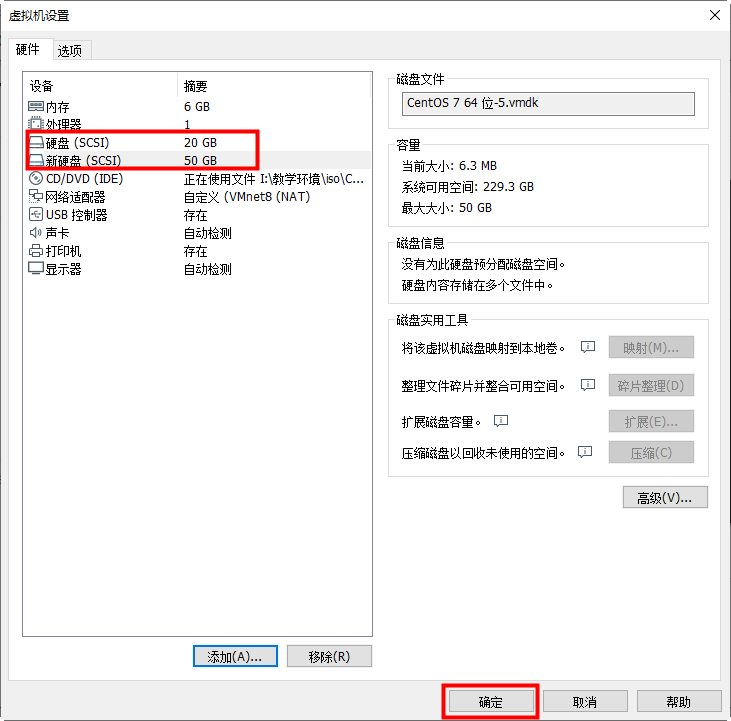 虚拟机设置
硬件 选项
设备 摘要
内存 6 GB
处理器 1
硬盘 (SCSI) 20 GB
新硬盘 (SCSI) 50 GB
CD/DVD (IDE) 正在使用文件 I:\教学环境\iso\C...
网络适配器 自定义 (VMnet8 (NAT)
USB 控制器 存在
声卡 自动检测
打印机 存在
显示器 自动检测
添加(A)... 移除(R)
磁盘文件
CentOS 7 64 位-5.vmdk
容量
当前大小: 6.3 MB
系统可用空间: 229.3 GB
最大大小: 50 GB
磁盘信息
没有为此硬盘预分配磁盘空间。
硬盘内容存储在多个文件中。
磁盘实用工具
将该虚拟机磁盘映射到本地卷。 映射(M)...
整理文件碎片并整合可用空间。 碎片整理(D)
扩展磁盘容量。 扩展(E)...
压缩磁盘以回收未使用的空间。 压缩(C)
高级(V)...
确定 取消 帮助